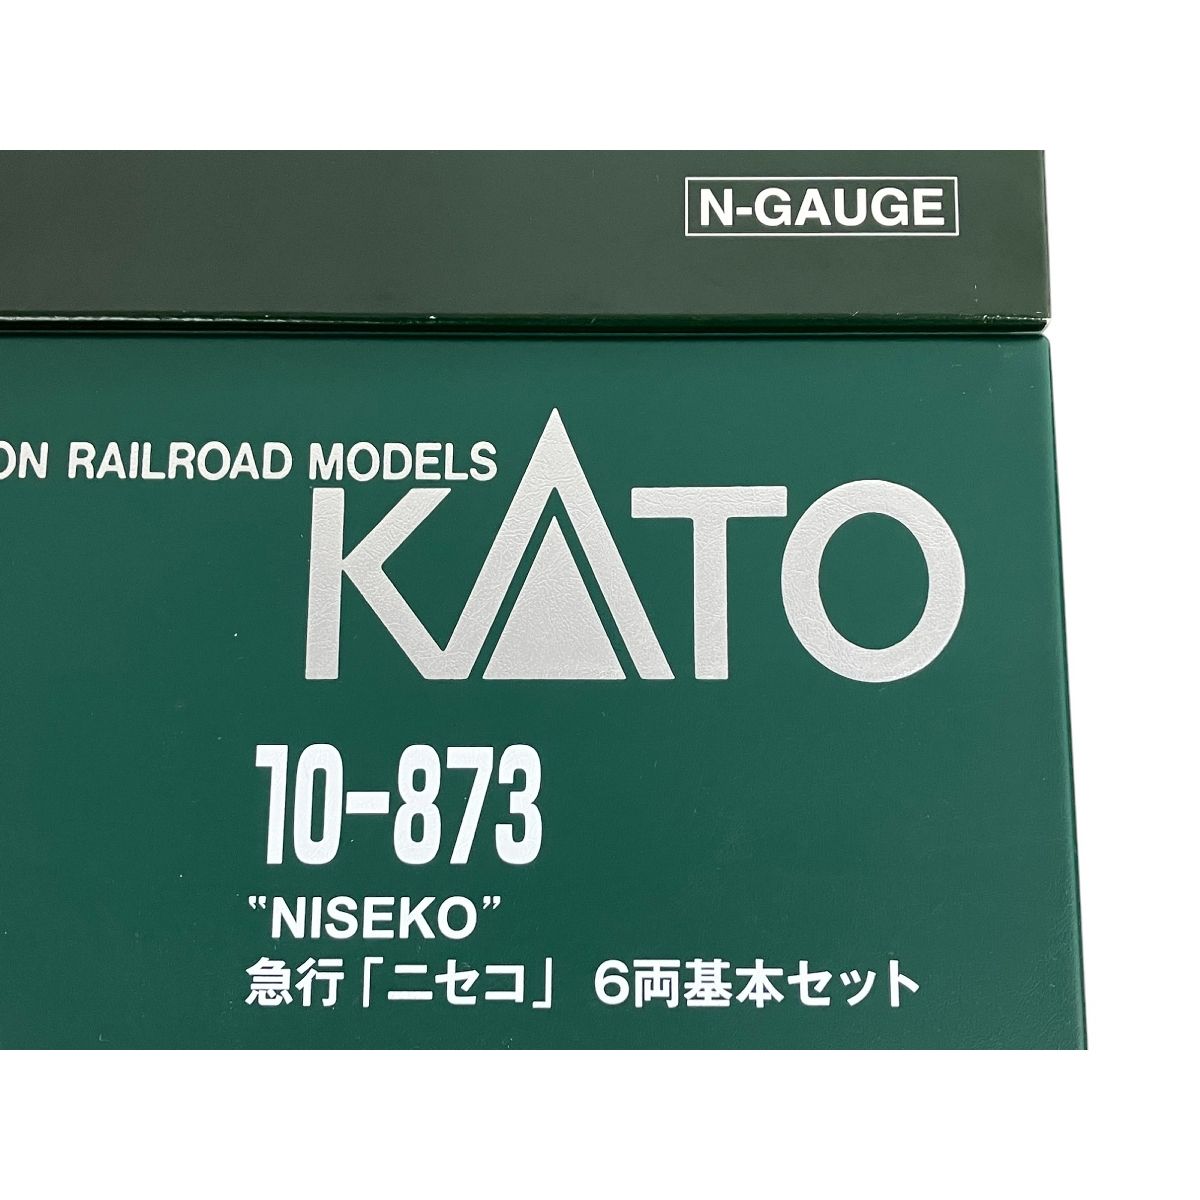 N-GAUGE
RAILROAD MODELS
KATO
10-873
"NISEKO"
急行「ニセコ」 6両基本セット